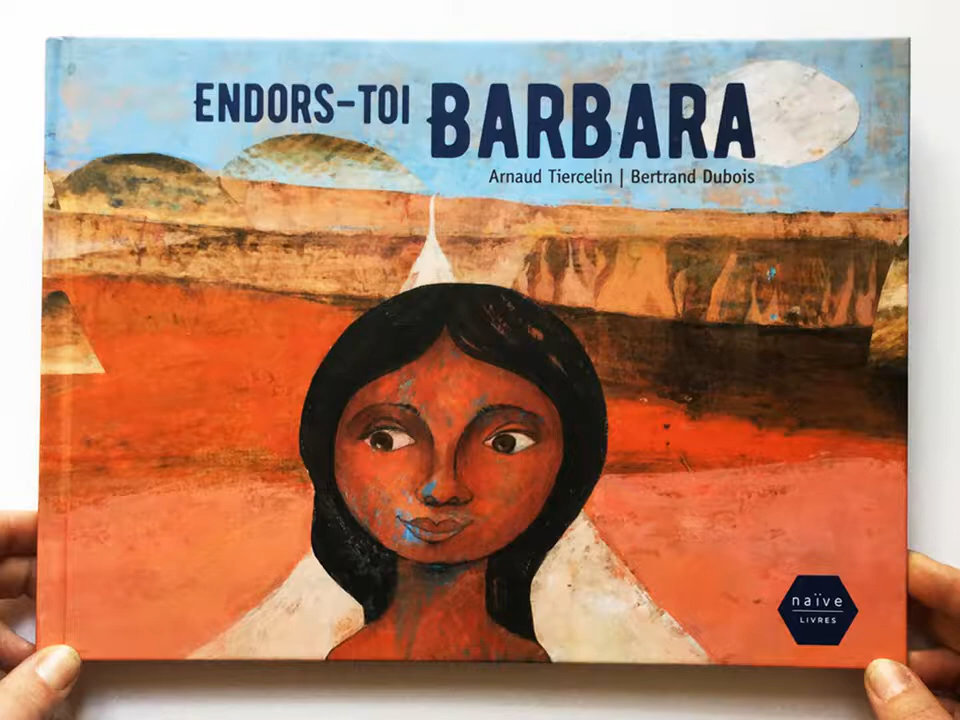 ENDORS-TOI BARBARA
Arnaud Tiercelin | Bertrand Dubois
naïve
LIVRES